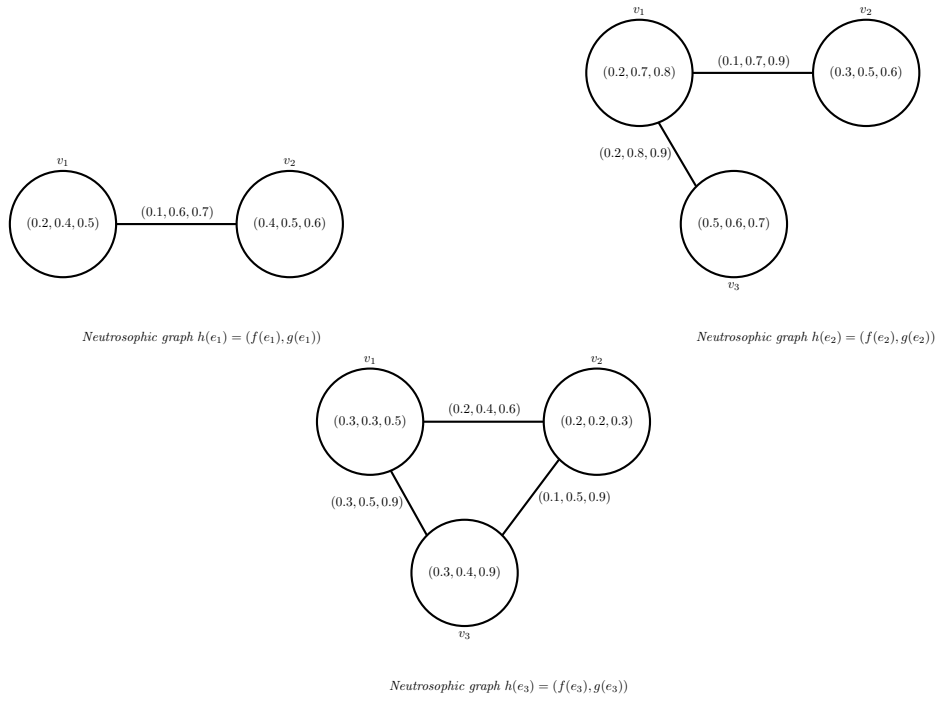 v₁
v₂
(0.2, 0.7, 0.8)
(0.1, 0.7, 0.9)
(0.3, 0.5, 0.6)
(0.2, 0.8, 0.9)
v₁
v₂
(0.2, 0.4, 0.5)
(0.1, 0.6, 0.7)
(0.4, 0.5, 0.6)
(0.5, 0.6, 0.7)
v₃
Neutrosophic graph h(e₁) = (f(e₁), g(e₁))
Neutrosophic graph h(e₂) = (f(e₂), g(e₂))
v₁
v₂
(0.3, 0.3, 0.5)
(0.2, 0.4, 0.6)
(0.2, 0.2, 0.3)
(0.3, 0.5, 0.9)
(0.1, 0.5, 0.9)
(0.3, 0.4, 0.9)
v₃
Neutrosophic graph h(e₃) = (f(e₃), g(e₃))